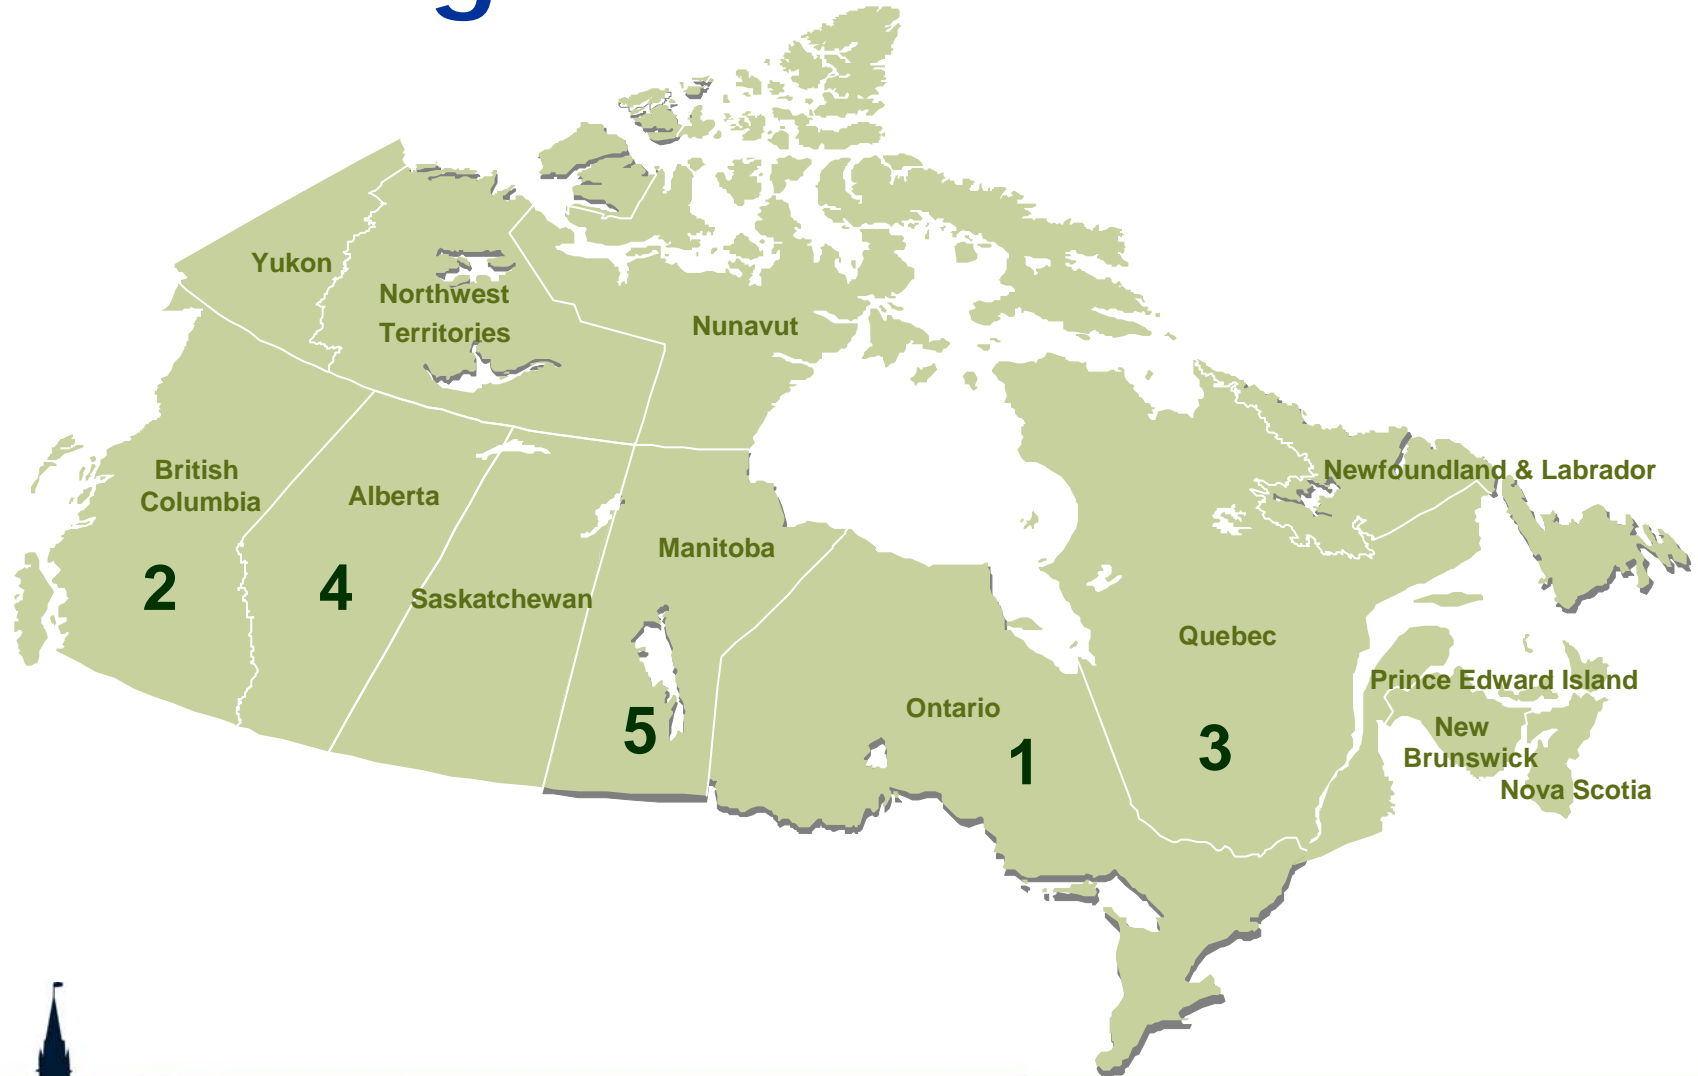 Yukon
Northwest
Territories
Nunavut
British
Columbia
Alberta
Newfoundland & Labrador
Manitoba
2
4
Saskatchewan
Quebec
Prince Edward Island
Ontario
5
1
3
New
Brunswick
Nova Scotia